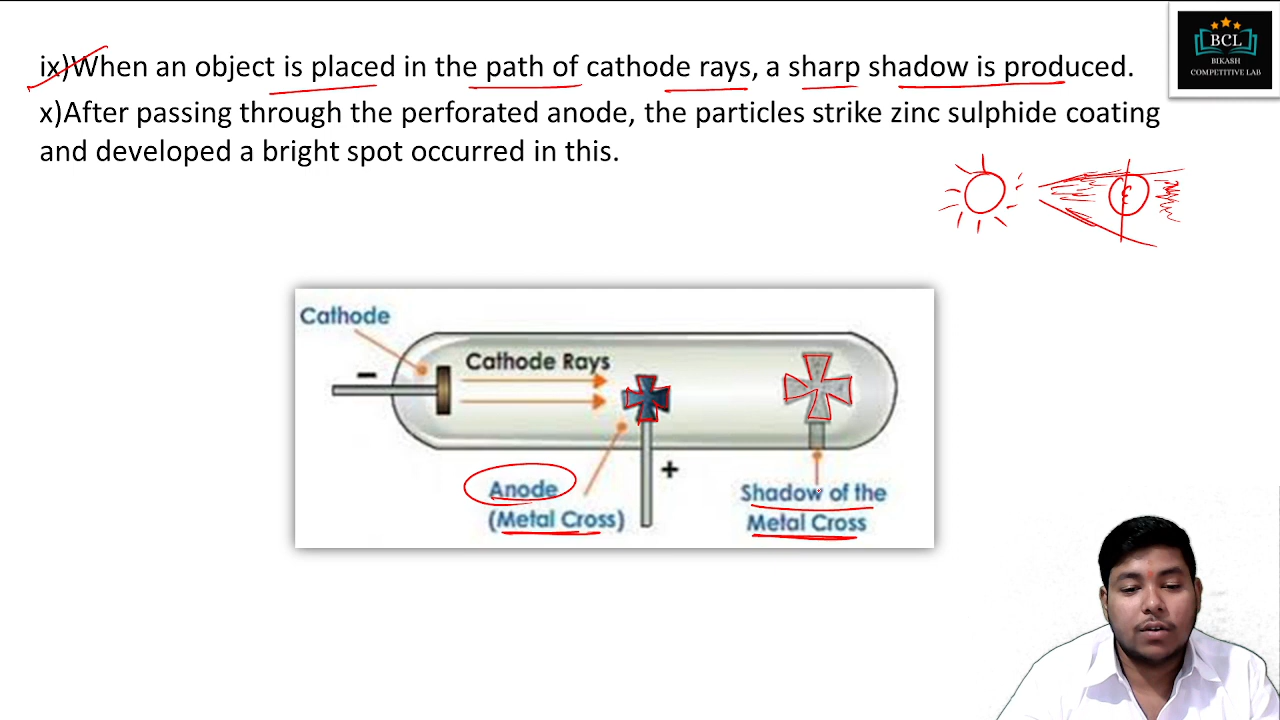 BCL
BIKASH
COMPETITIVE LAB
ix)When an object is placed in the path of cathode rays, a sharp shadow is produced.
x)After passing through the perforated anode, the particles strike zinc sulphide coating
and developed a bright spot occurred in this.
Cathode
Cathode Rays
−
+
Anode
(Metal Cross)
Shadow of the
Metal Cross